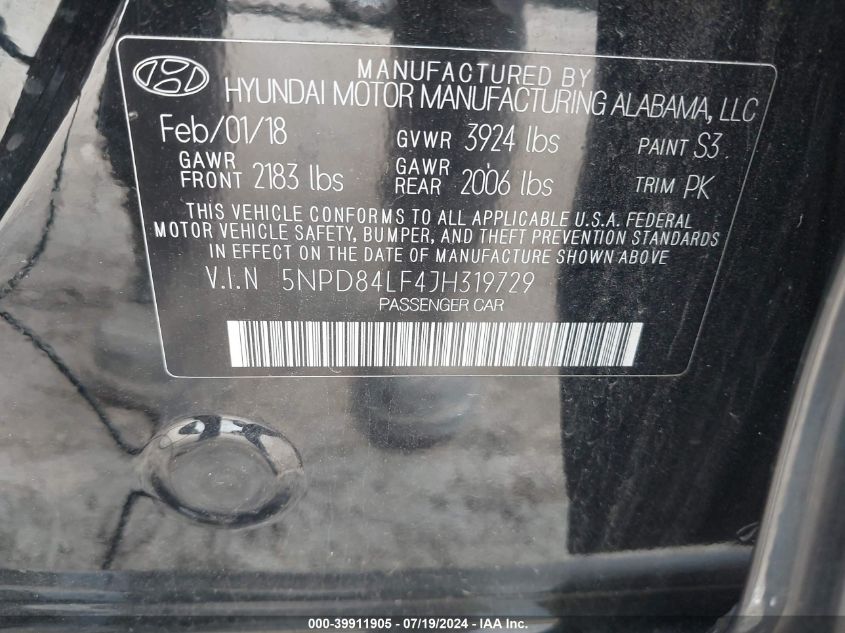 MANUFACTURED BY
HYUNDAI MOTOR MANUFACTURING ALABAMA, LLC
Feb/01/18 GVWR 3924 lbs PAINT S3
GAWR FRONT 2183 lbs GAWR REAR 2006 lbs TRIM PK
THIS VEHICLE CONFORMS TO ALL APPLICABLE U.S.A. FEDERAL
MOTOR VEHICLE SAFETY, BUMPER, AND THEFT PREVENTION STANDARDS
IN EFFECT ON THE DATE OF MANUFACTURE SHOWN ABOVE.
V.I.N 5NPD84LF4JH319729
PASSENGER CAR
000-39911905 - 07/19/2024 - IAA Inc.